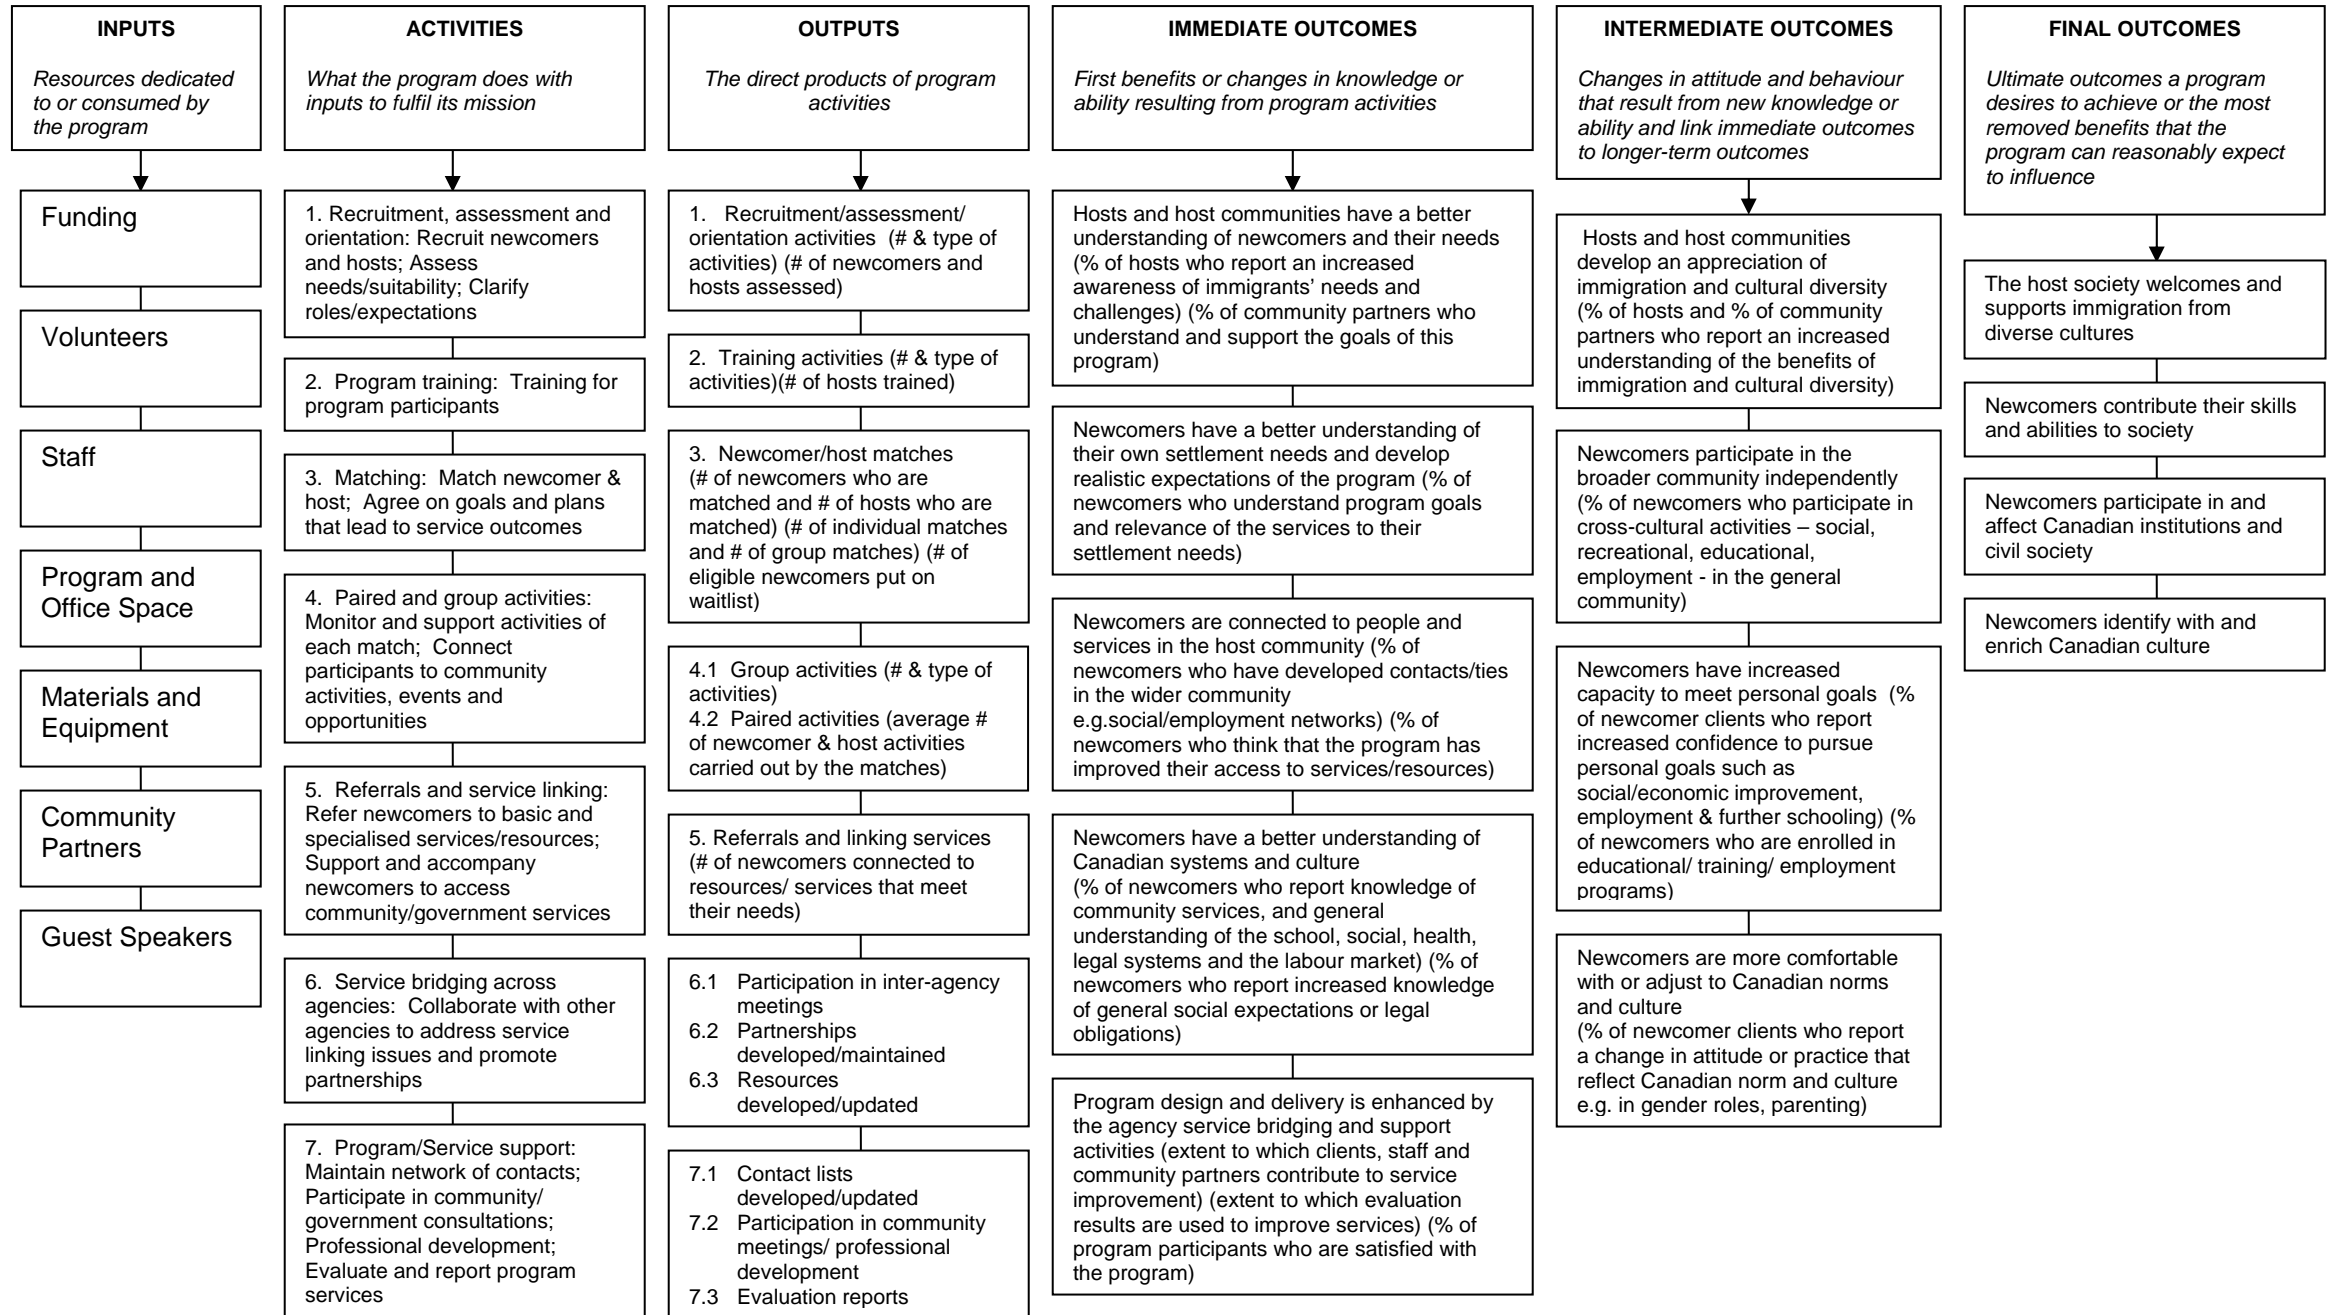 INPUTS
Resources dedicated
to or consumed by
the program
Funding
Volunteers
Staff
Program and
Office Space
Materials and
Equipment
Community
Partners
Guest Speakers
ACTIVITIES
What the program does with
inputs to fulfil its mission
1. Recruitment, assessment and
orientation: Recruit newcomers
and hosts; Assess
needs/suitability; Clarify
roles/expectations
2. Program training: Training for
program participants
3. Matching: Match newcomer &
host; Agree on goals and plans
that lead to service outcomes
4. Paired and group activities:
Monitor and support activities of
each match; Connect
participants to community
activities, events and
opportunities
5. Referrals and service linking:
Refer newcomers to basic and
specialised services/resources;
Support and accompany
newcomers to access
community/government services
6. Service bridging across
agencies: Collaborate with other
agencies to address service
linking issues and promote
partnerships
7. Program/Service support:
Maintain network of contacts;
Participate in community/
government consultations;
Professional development;
Evaluate and report program
services
OUTPUTS
The direct products of program
activities
1. Recruitment/assessment/
orientation activities (# & type of
activities) (# of newcomers and
hosts assessed)
2. Training activities (# & type of
activities)(# of hosts trained)
3. Newcomer/host matches
(# of newcomers who are
matched and # of hosts who are
matched) (# of individual matches
and # of group matches) (# of
eligible newcomers put on
waitlist)
4.1 Group activities (# & type of
activities)
4.2 Paired activities (average #
of newcomer & host activities
carried out by the matches)
5. Referrals and linking services
(# of newcomers connected to
resources/ services that meet
their needs)
6.1 Participation in inter-agency
meetings
6.2 Partnerships
developed/maintained
6.3 Resources
developed/updated
7.1 Contact lists
developed/updated
7.2 Participation in community
meetings/ professional
development
7.3 Evaluation reports
IMMEDIATE OUTCOMES
First benefits or changes in knowledge or
ability resulting from program activities
Hosts and host communities have a better
understanding of newcomers and their needs
(% of hosts who report an increased
awareness of immigrants’ needs and
challenges) (% of community partners who
understand and support the goals of this
program)
Newcomers have a better understanding of
their own settlement needs and develop
realistic expectations of the program (% of
newcomers who understand program goals
and relevance of the services to their
settlement needs)
Newcomers are connected to people and
services in the host community (% of
newcomers who have developed contacts/ties
in the wider community
e.g.social/employment networks) (% of
newcomers who think that the program has
improved their access to services/resources)
Newcomers have a better understanding of
Canadian systems and culture
(% of newcomers who report knowledge of
community services, and general
understanding of the school, social, health,
legal systems and the labour market) (% of
newcomers who report increased knowledge
of general social expectations or legal
obligations)
Program design and delivery is enhanced by
the agency service bridging and support
activities (extent to which clients, staff and
community partners contribute to service
improvement) (extent to which evaluation
results are used to improve services) (% of
program participants who are satisfied with
the program)
INTERMEDIATE OUTCOMES
Changes in attitude and behaviour
that result from new knowledge or
ability and link immediate outcomes
to longer-term outcomes
Hosts and host communities
develop an appreciation of
immigration and cultural diversity
(% of hosts and % of community
partners who report an increased
understanding of the benefits of
immigration and cultural diversity)
Newcomers participate in the
broader community independently
(% of newcomers who participate in
cross-cultural activities – social,
recreational, educational,
employment - in the general
community)
Newcomers have increased
capacity to meet personal goals (%
of newcomer clients who report
increased confidence to pursue
personal goals such as
social/economic improvement,
employment & further schooling) (%
of newcomers who are enrolled in
educational/ training/ employment
programs)
Newcomers are more comfortable
with or adjust to Canadian norms
and culture
(% of newcomer clients who report
a change in attitude or practice that
reflect Canadian norm and culture
e.g. in gender roles, parenting)
FINAL OUTCOMES
Ultimate outcomes a program
desires to achieve or the most
removed benefits that the
program can reasonably expect
to influence
The host society welcomes and
supports immigration from
diverse cultures
Newcomers contribute their skills
and abilities to society
Newcomers participate in and
affect Canadian institutions and
civil society
Newcomers identify with and
enrich Canadian culture